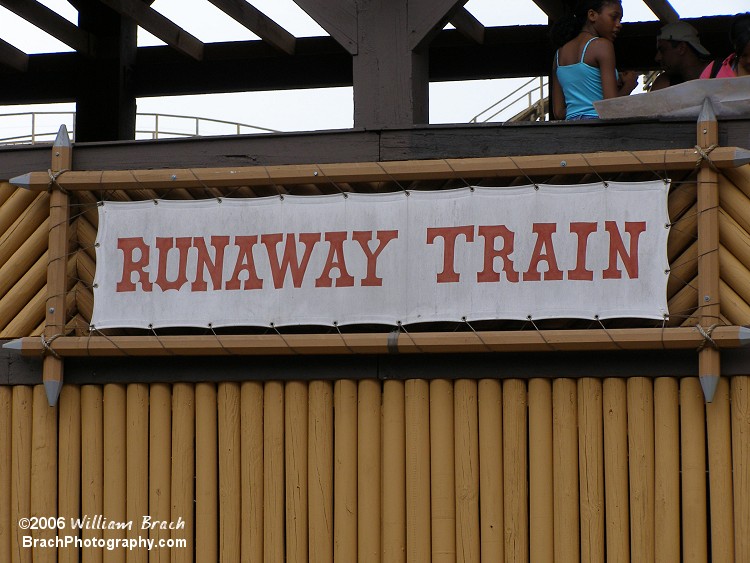 RUNAWAY TRAIN
©2006 William Brach
BrachPhotography.com